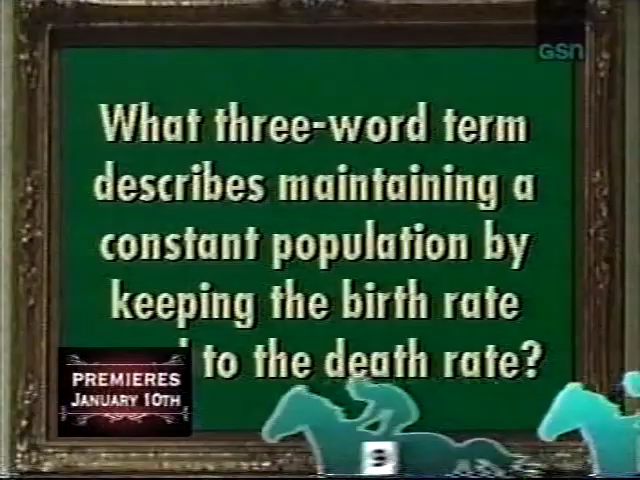 GSN
What three-word term
describes maintaining a
constant population by
keeping the birth rate
to the death rate?
PREMIERES
JANUARY 10TH